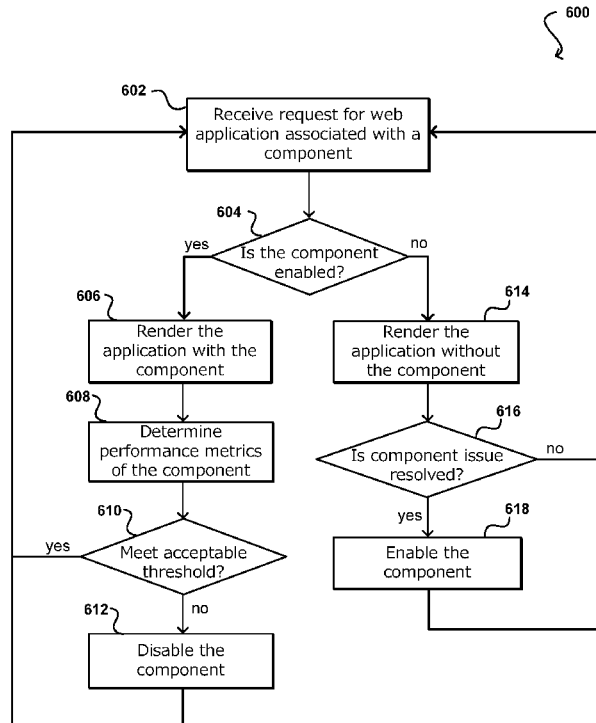 600
602
Receive request for web
application associated with a
component
604
yes
no
Is the component
enabled?
606
Render the
application with the
component
614
Render the
application without
the component
608
Determine
performance metrics
of the component
616
Is component issue
resolved?
no
yes
610
yes
Meet acceptable
threshold?
no
618
Enable the
component
612
Disable the
component